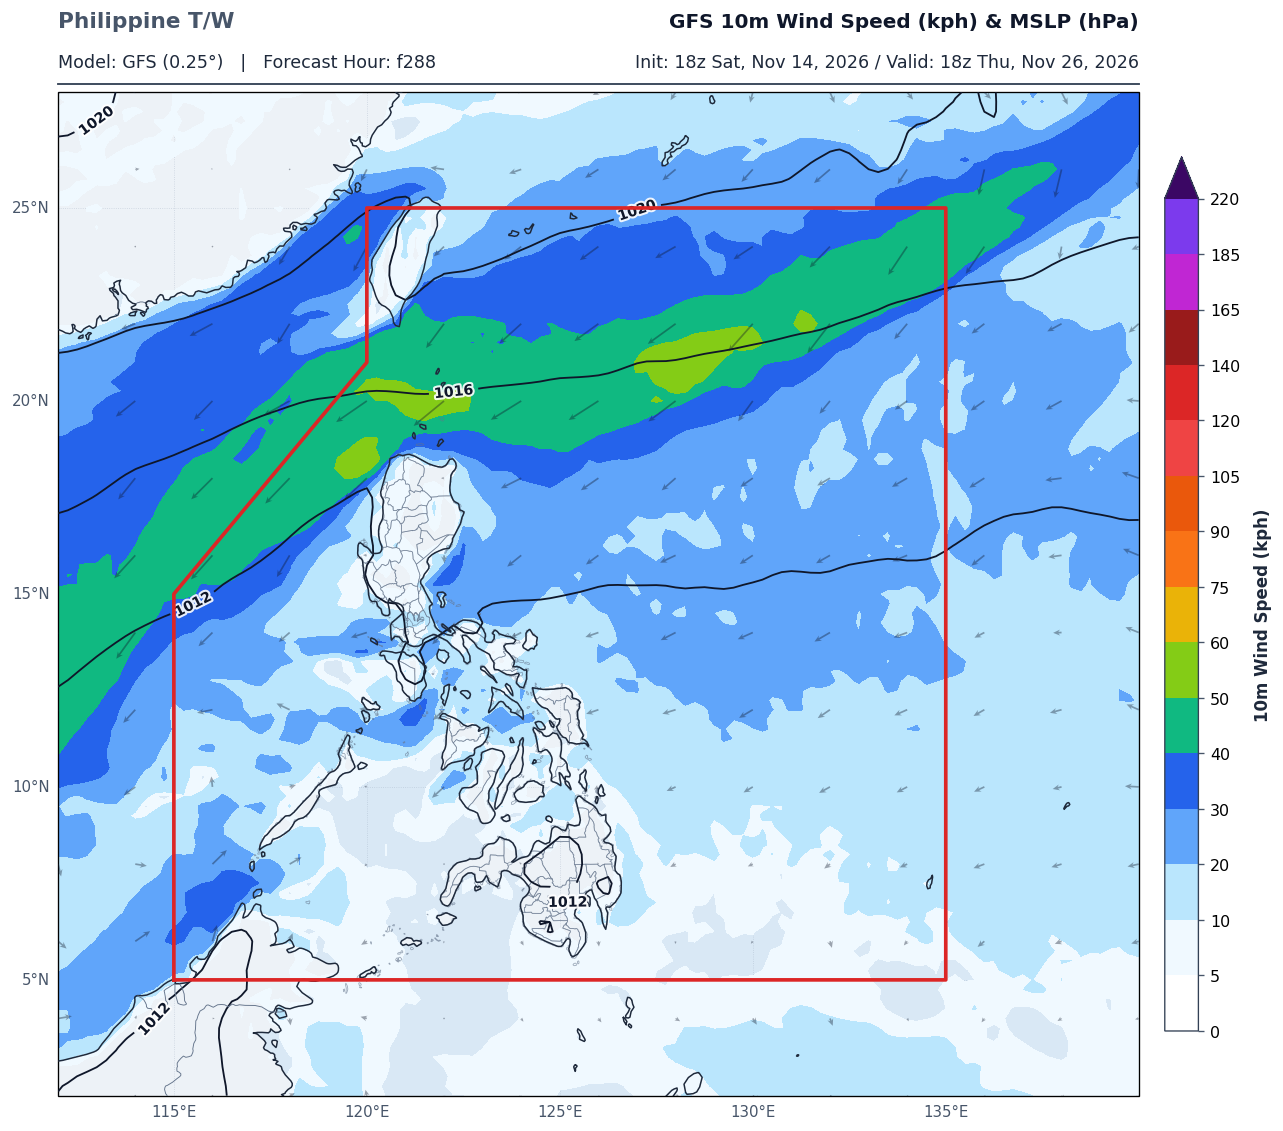 Philippine T/W
GFS 10m Wind Speed (kph) & MSLP (hPa)
Model: GFS (0.25°) | Forecast Hour: f288
Init: 18z Sat, Nov 14, 2026 / Valid: 18z Thu, Nov 26, 2026
1020
1020
1016
1012
1012
1012
25°N
20°N
15°N
10°N
5°N
115°E
120°E
125°E
130°E
135°E
220
185
165
140
120
105
90
75
60
50
40
30
20
10
5
0
10m Wind Speed (kph)